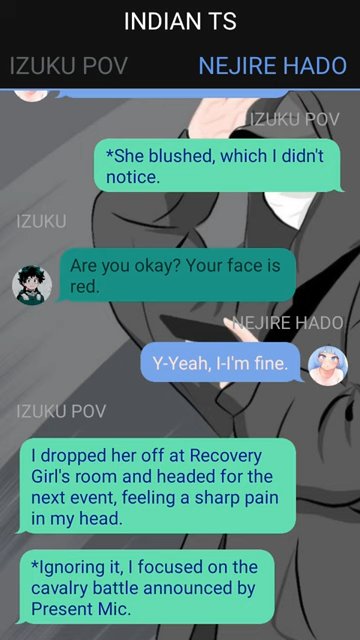 INDIAN TS
IZUKU POV NEJIRE HADO
IZUKU POV
*She blushed, which I didn't
notice.
IZUKU
Are you okay? Your face is
red.
NEJIRE HADO
Y-Yeah, I-I'm fine.
IZUKU POV
I dropped her off at Recovery
Girl's room and headed for the
next event, feeling a sharp pain
in my head.
*Ignoring it, I focused on the
cavalry battle announced by
Present Mic.